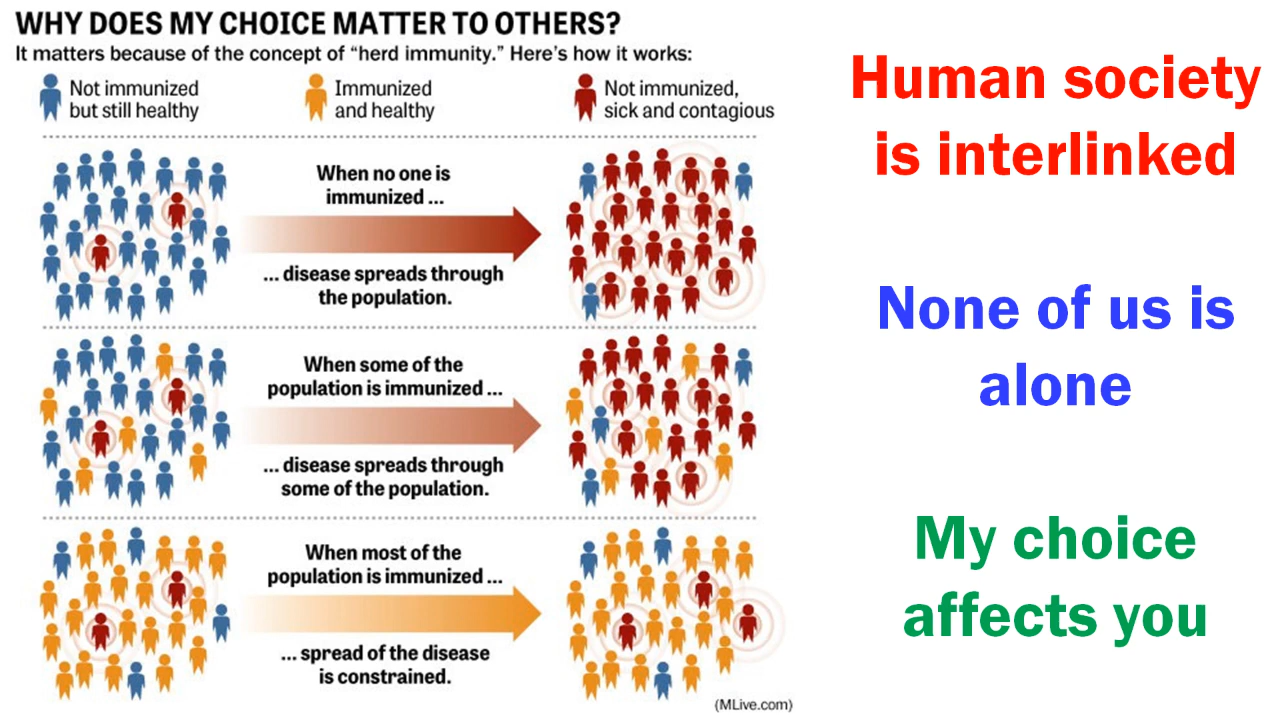 WHY DOES MY CHOICE MATTER TO OTHERS?
It matters because of the concept of “herd immunity.” Here’s how it works:
Not immunized
but still healthy
Immunized
and healthy
Not immunized,
sick and contagious
When no one is
immunized ...
... disease spreads through
the population.
When some of the
population is immunized ...
... disease spreads through
some of the population.
When most of the
population is immunized ...
... spread of the disease
is constrained.
(MLive.com)
Human society
is interlinked
None of us is
alone
My choice
affects you